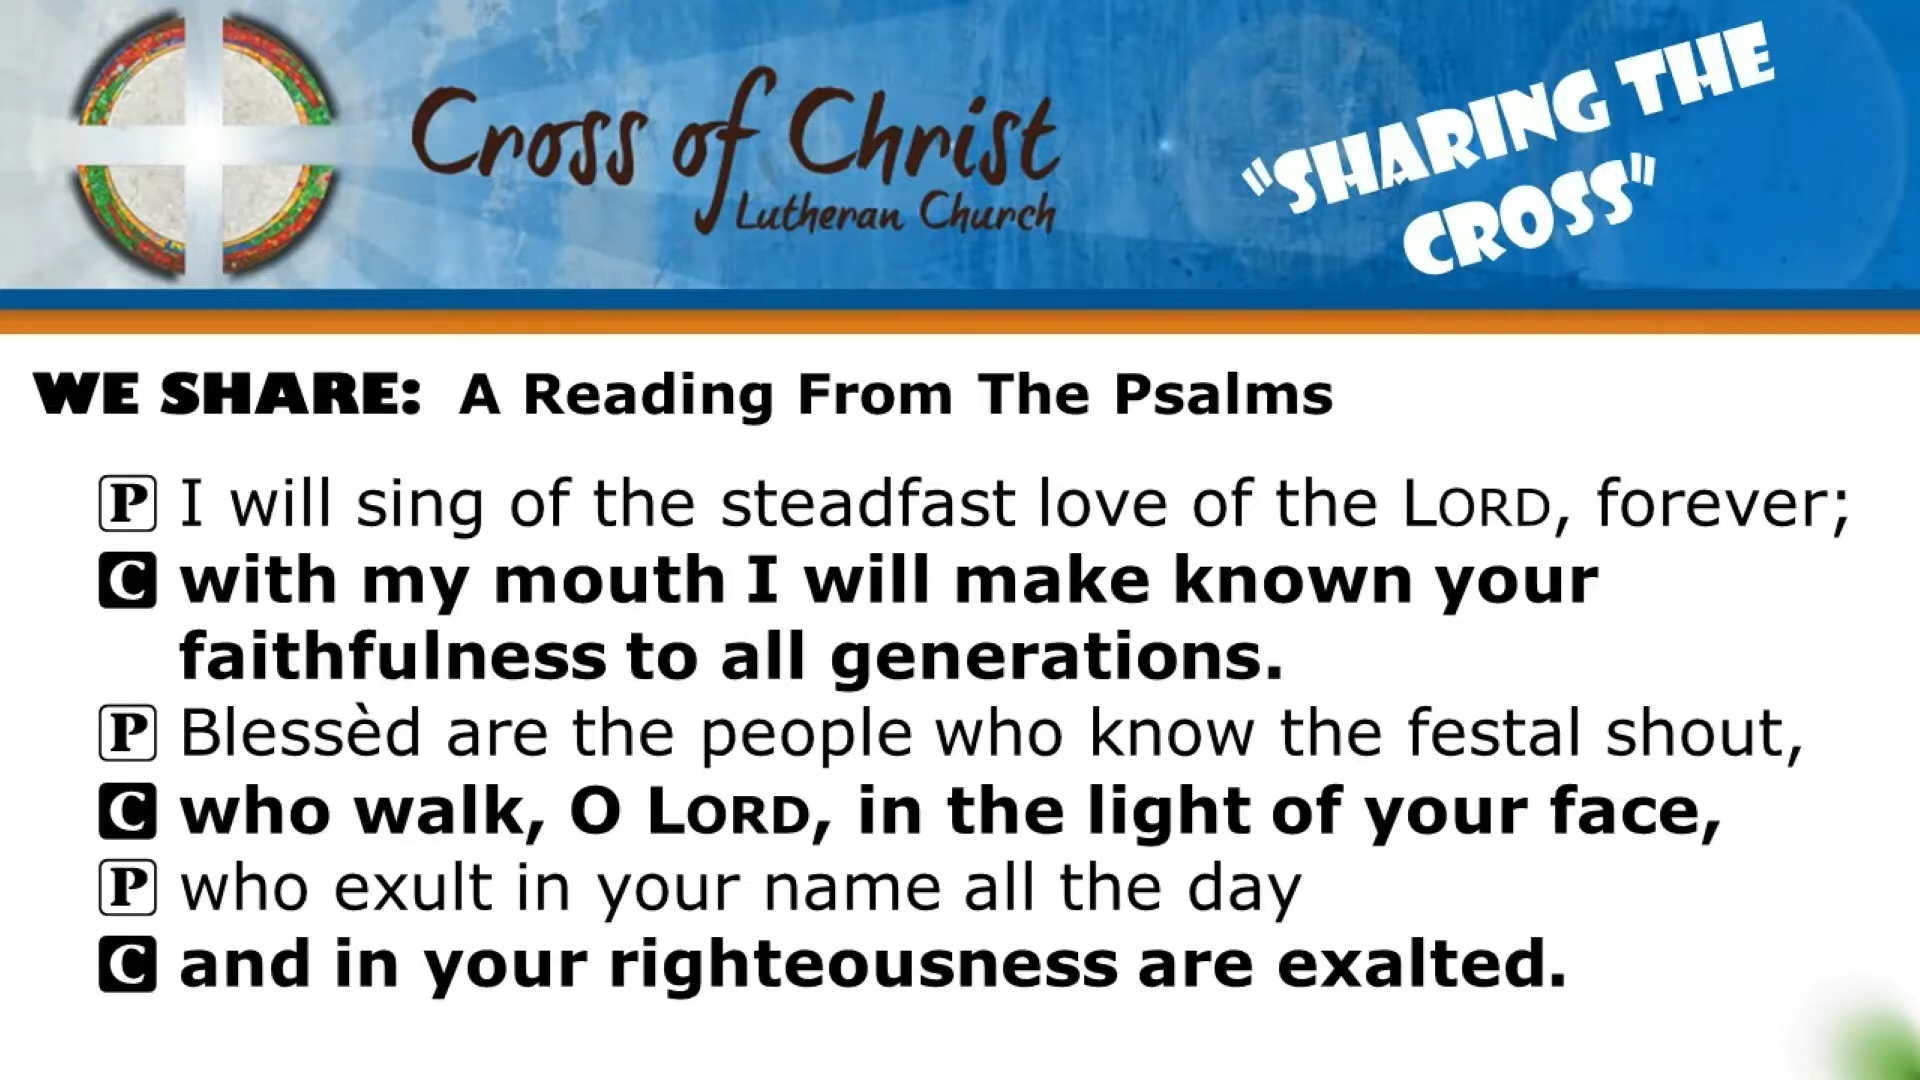 Cross of Christ
Lutheran Church
"SHARING THE
CROSS"
WE SHARE: A Reading From The Psalms
P I will sing of the steadfast love of the LORD, forever;
C with my mouth I will make known your
faithfulness to all generations.
P Blessèd are the people who know the festal shout,
C who walk, O LORD, in the light of your face,
P who exult in your name all the day
C and in your righteousness are exalted.